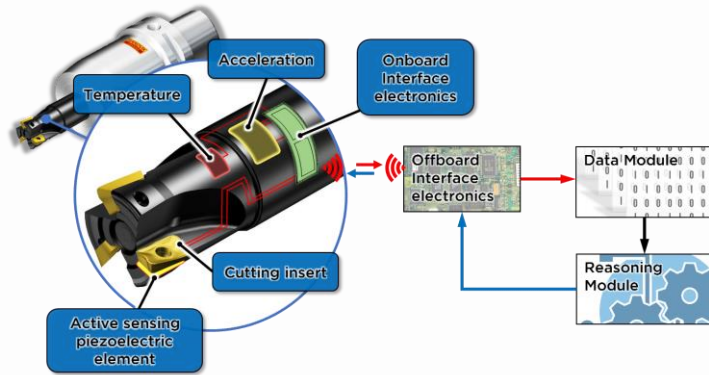 Acceleration
Onboard
Interface
electronics
Temperature
Offboard
Interface
electronics
Data Module
Reasoning
Module
Cutting insert
Active sensing
piezoelectric
element